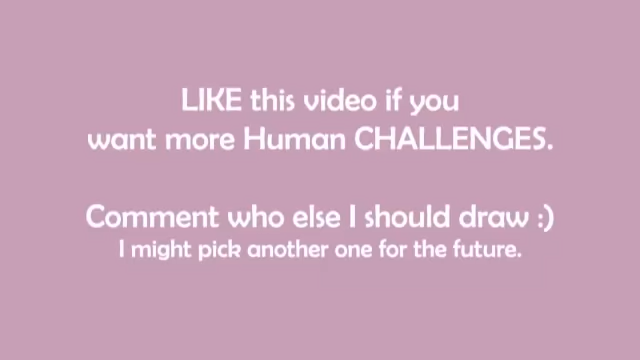 LIKE this video if you
want more Human CHALLENGES.
Comment who else I should draw :)
I might pick another one for the future.